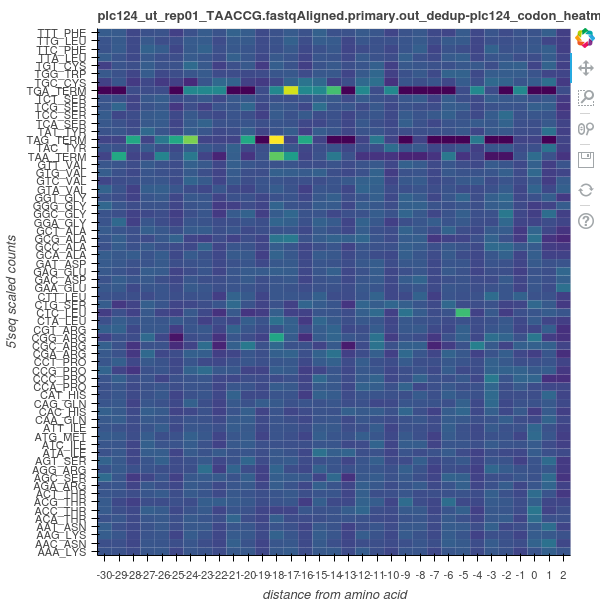 plc124_ut_rep01_TAACCG.fastqAligned.primary.out_dedup-plc124_codon_heatm
TTT_PHE
TTG_LEU
TTC_PHE
TTA_LEU
TGT_CYS
TGG_TRP
TGC_CYS
TGA_TERM
TCT_SER
TCG_SER
TCC_SER
TCA_SER
TAT_TYR
TAG_TERM
TAC_TYR
TAA_TERM
GTT_VAL
GTG_VAL
GTC_VAL
GTA_VAL
GGT_GLY
GGG_GLY
GGC_GLY
GGA_GLY
GCT_ALA
GCG_ALA
GCC_ALA
GCA_ALA
GAT_ASP
GAG_GLU
GAC_ASP
GAA_GLU
CTT_LEU
CTG_SER
CTC_LEU
CTA_LEU
CGT_ARG
CGG_ARG
CGC_ARG
CGA_ARG
CCT_PRO
CCG_PRO
CCC_PRO
CCA_PRO
CAT_HIS
CAG_GLN
CAC_HIS
CAA_GLN
ATT_ILE
ATG_MET
ATC_ILE
ATA_ILE
AGT_SER
AGG_ARG
AGC_SER
AGA_ARG
ACT_THR
ACG_THR
ACC_THR
ACA_THR
AAT_ASN
AAG_LYS
AAC_ASN
AAA_LYS
5'seq scaled counts
-30-29-28-27-26-25-24-23-22-21-20-19-18-17-16-15-14-13-12-11-10-9 -8 -7 -6 -5 -4 -3 -2 -1 0 1 2
distance from amino acid